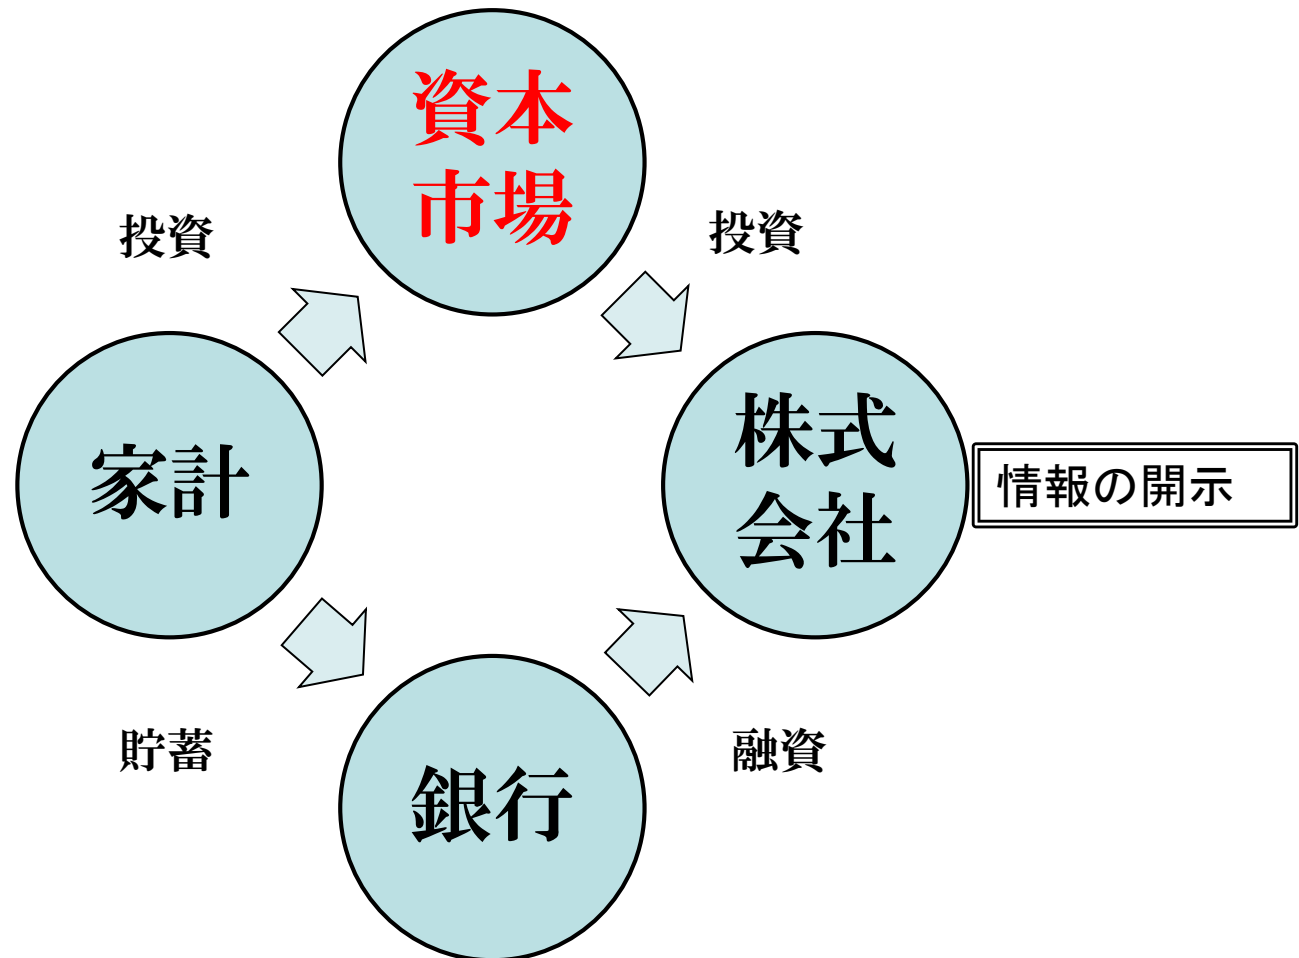 資本
市場
投資
投資
家計
株式
会社
情報の開示
貯蓄
融資
銀行